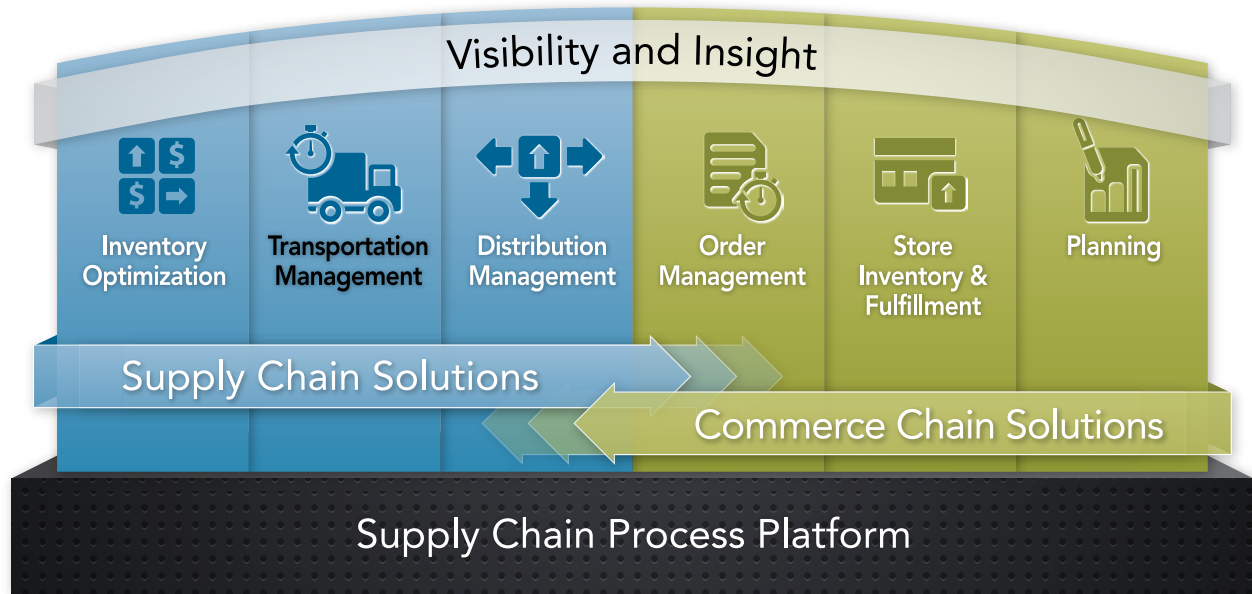 Visibility and Insight
$
$
Inventory
Optimization
Transportation
Management
Distribution
Management
Order
Management
Store
Inventory &
Fulfillment
Planning
Supply Chain Solutions
Commerce Chain Solutions
Supply Chain Process Platform